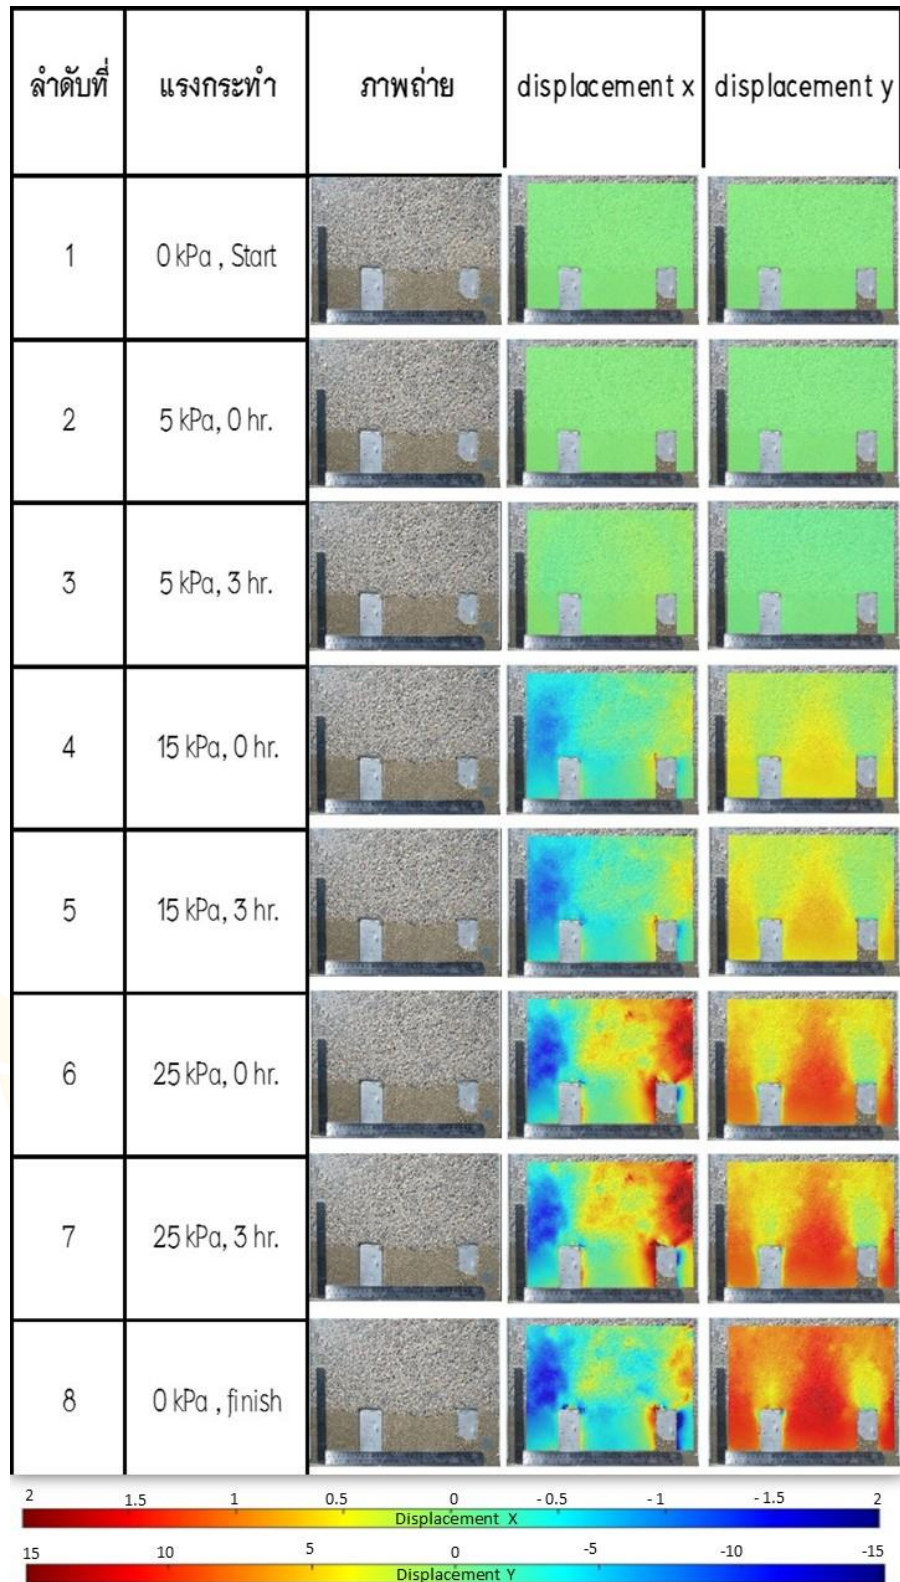 ลำดับที่ แรงกระทำ ภาพถ่าย displacement x displacement y
1 0 kPa , Start
2 5 kPa, 0 hr.
3 5 kPa, 3 hr.
4 15 kPa, 0 hr.
5 15 kPa, 3 hr.
6 25 kPa, 0 hr.
7 25 kPa, 3 hr.
8 0 kPa , finish
2 1.5 1 0.5 0 -0.5 -1 -1.5 2
Displacement X
15 10 5 0 -5 -10 -15
Displacement Y